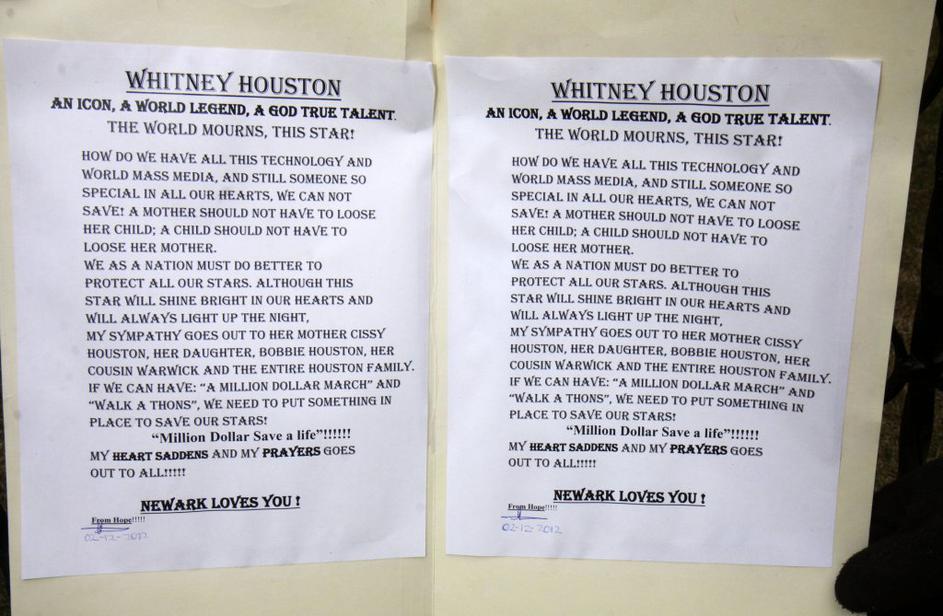 WHITNEY HOUSTON
AN ICON, A WORLD LEGEND, A GOD TRUE TALENT.
THE WORLD MOURNS, THIS STAR!
HOW DO WE HAVE ALL THIS TECHNOLOGY AND
WORLD MASS MEDIA, AND STILL SOMEONE SO
SPECIAL IN ALL OUR HEARTS, WE CAN NOT
SAVE! A MOTHER SHOULD NOT HAVE TO LOOSE
HER CHILD; A CHILD SHOULD NOT HAVE TO
LOOSE HER MOTHER.
WE AS A NATION MUST DO BETTER TO
PROTECT ALL OUR STARS. ALTHOUGH THIS
STAR WILL SHINE BRIGHT IN OUR HEARTS AND
WILL ALWAYS LIGHT UP THE NIGHT,
MY SYMPATHY GOES OUT TO HER MOTHER CISSY
HOUSTON, HER DAUGHTER, BOBBIE HOUSTON, HER
COUSIN WARWICK AND THE ENTIRE HOUSTON FAMILY.
IF WE CAN HAVE: “A MILLION DOLLAR MARCH” AND
“WALK A THONS”, WE NEED TO PUT SOMETHING IN
PLACE TO SAVE OUR STARS!
“Million Dollar Save a life”!!!!!!
MY HEART SADDENS AND MY PRAYERS GOES
OUT TO ALL!!!!!
NEWARK LOVES YOU !
From Hope!!!!!
02-12-2012
WHITNEY HOUSTON
AN ICON, A WORLD LEGEND, A GOD TRUE TALENT.
THE WORLD MOURNS, THIS STAR!
HOW DO WE HAVE ALL THIS TECHNOLOGY AND
WORLD MASS MEDIA, AND STILL SOMEONE SO
SPECIAL IN ALL OUR HEARTS, WE CAN NOT
SAVE! A MOTHER SHOULD NOT HAVE TO LOOSE
HER CHILD; A CHILD SHOULD NOT HAVE TO
LOOSE HER MOTHER.
WE AS A NATION MUST DO BETTER TO
PROTECT ALL OUR STARS. ALTHOUGH THIS
STAR WILL SHINE BRIGHT IN OUR HEARTS AND
WILL ALWAYS LIGHT UP THE NIGHT,
MY SYMPATHY GOES OUT TO HER MOTHER CISSY
HOUSTON, HER DAUGHTER, BOBBIE HOUSTON, HER
COUSIN WARWICK AND THE ENTIRE HOUSTON FAMILY.
IF WE CAN HAVE: “A MILLION DOLLAR MARCH” AND
“WALK A THONS”, WE NEED TO PUT SOMETHING IN
PLACE TO SAVE OUR STARS!
“Million Dollar Save a life”!!!!!!
MY HEART SADDENS AND MY PRAYERS GOES
OUT TO ALL!!!!!
NEWARK LOVES YOU !
From Hope!!!!!
02-12-2012